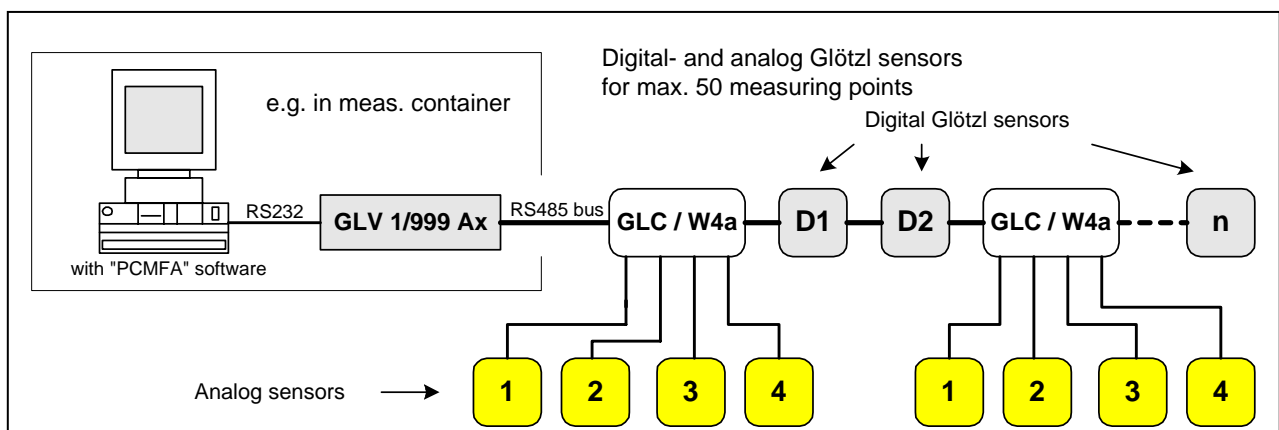 Digital- and analog Glötzl sensors
for max. 50 measuring points
e.g. in meas. container
Digital Glötzl sensors
RS232
GLV 1/999 Ax
RS485 bus
GLC / W4a
D1
D2
GLC / W4a
n
with "PCMFA" software
Analog sensors
1
2
3
4
1
2
3
4